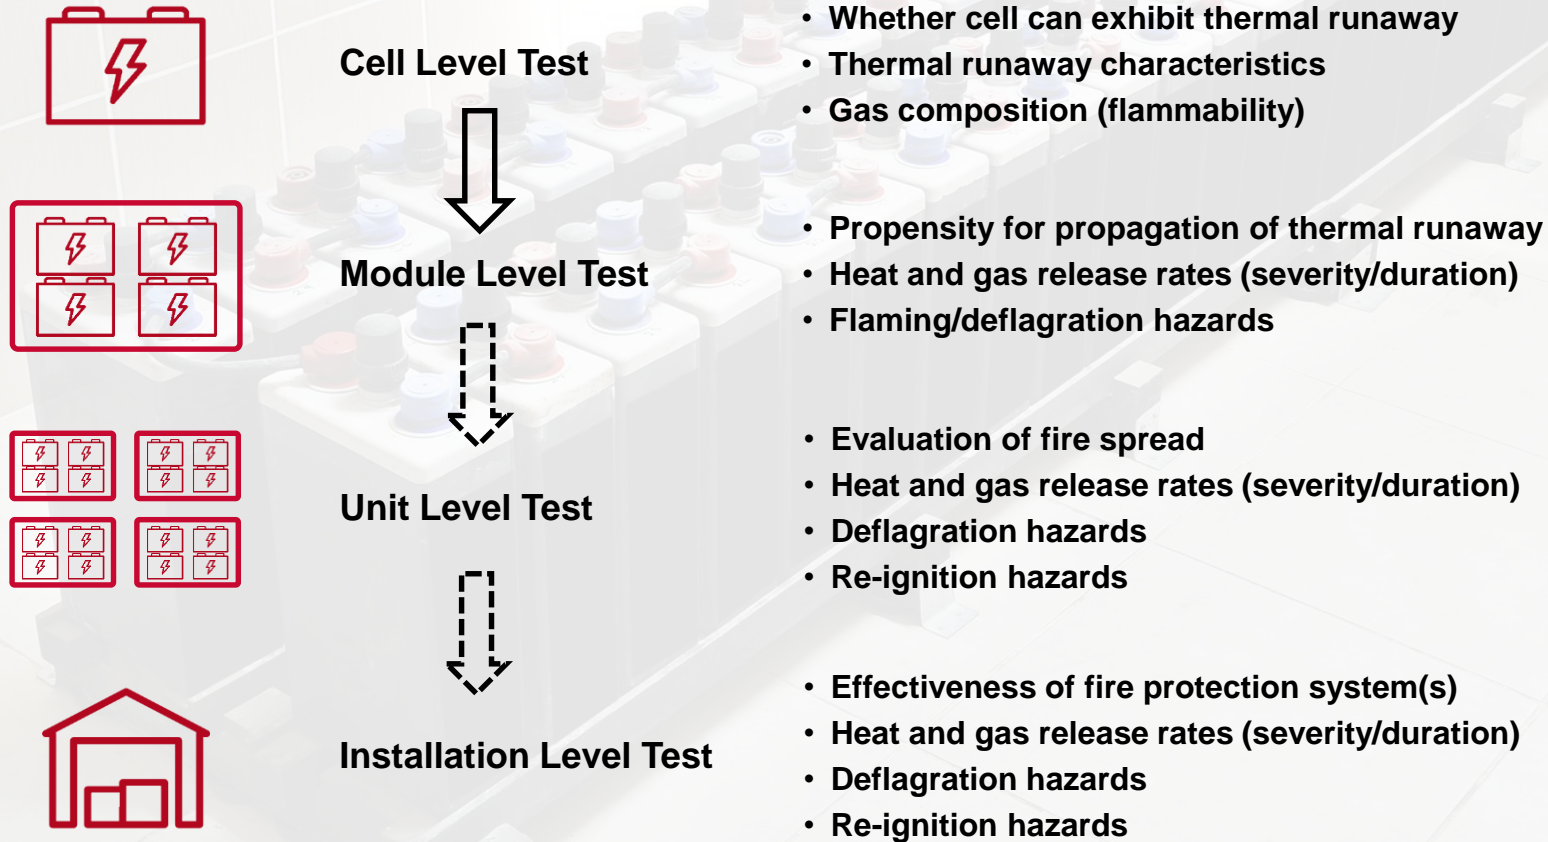 Cell Level Test
• Whether cell can exhibit thermal runaway
• Thermal runaway characteristics
• Gas composition (flammability)
Module Level Test
• Propensity for propagation of thermal runaway
• Heat and gas release rates (severity/duration)
• Flaming/deflagration hazards
Unit Level Test
• Evaluation of fire spread
• Heat and gas release rates (severity/duration)
• Deflagration hazards
• Re-ignition hazards
Installation Level Test
• Effectiveness of fire protection system(s)
• Heat and gas release rates (severity/duration)
• Deflagration hazards
• Re-ignition hazards